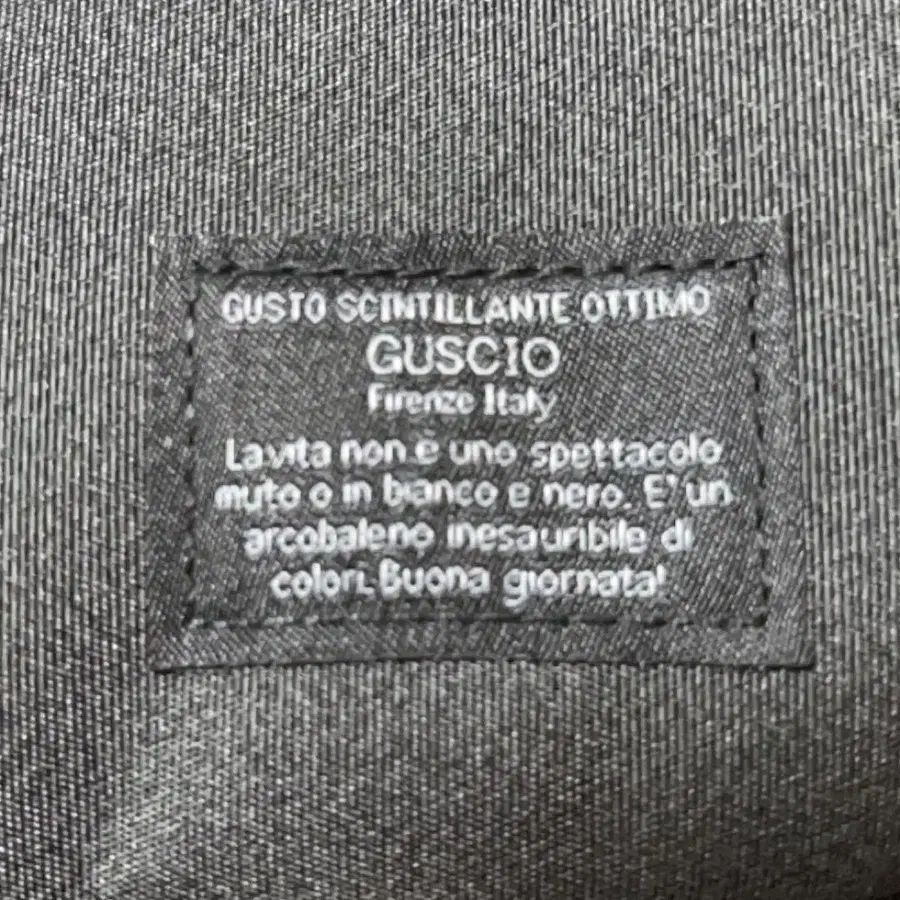 GUSTO SCINTILLANTE OTTIMO
GUSCIO
Firenze Italy
La vita non è uno spettacolo
muto o in bianco e nero. E' un
arcobaleno inesauribile di
colori. Buona giornata!